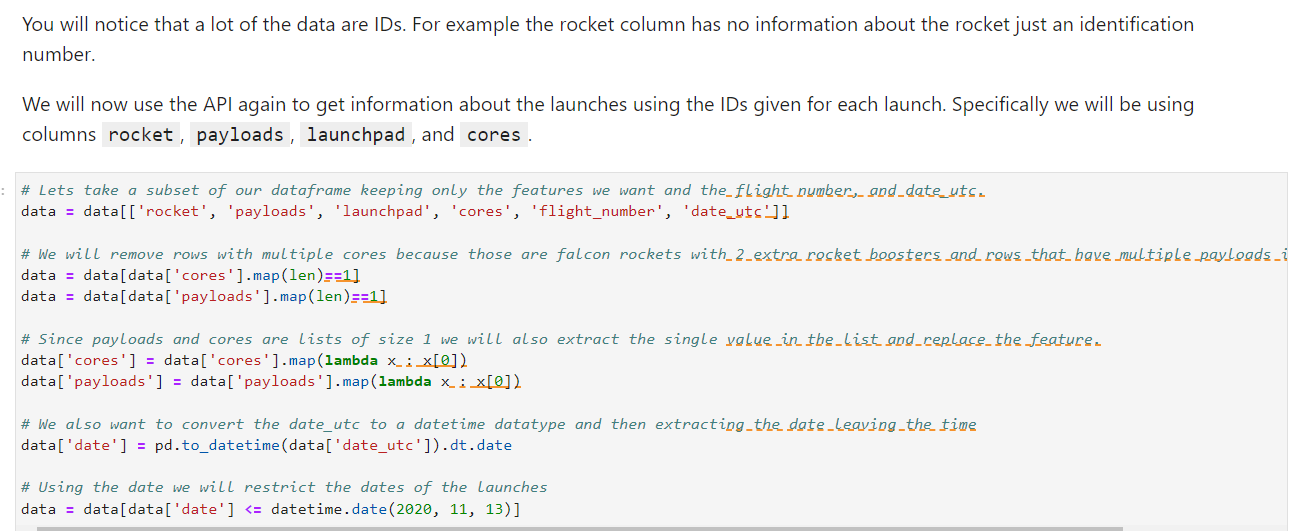 You will notice that a lot of the data are IDs. For example the rocket column has no information about the rocket just an identification
number.
We will now use the API again to get information about the launches using the IDs given for each launch. Specifically we will be using
columns rocket, payloads, launchpad, and cores.
:
# Lets take a subset of our dataframe keeping only the features we want and the flight number, and date_utc.
data = data[['rocket', 'payloads', 'launchpad', 'cores', 'flight_number', 'date_utc']]
# We will remove rows with multiple cores because those are falcon rockets with 2 extra rocket boosters and rows that have multiple payloads i
data = data[data['cores'].map(len)==1]
data = data[data['payloads'].map(len)==1]
# Since payloads and cores are lists of size 1 we will also extract the single value in the list and replace the feature.
data['cores'] = data['cores'].map(lambda x : x[0])
data['payloads'] = data['payloads'].map(lambda x : x[0])
# We also want to convert the date_utc to a datetime datatype and then extracting the date leaving the time
data['date'] = pd.to_datetime(data['date_utc']).dt.date
# Using the date we will restrict the dates of the launches
data = data[data['date'] <= datetime.date(2020, 11, 13)]